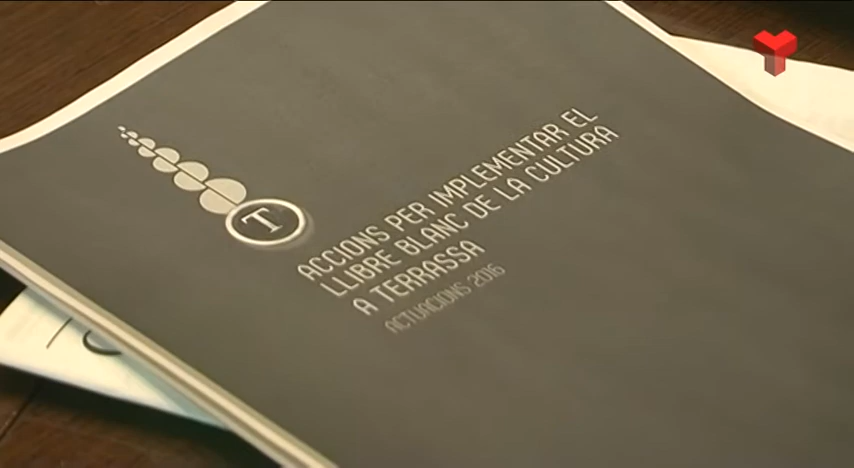 T
ACCIONS PER IMPLEMENTAR EL
LLIBRE BLANC DE LA CULTURA
A TERRASSA
ACTUACIONS 2016